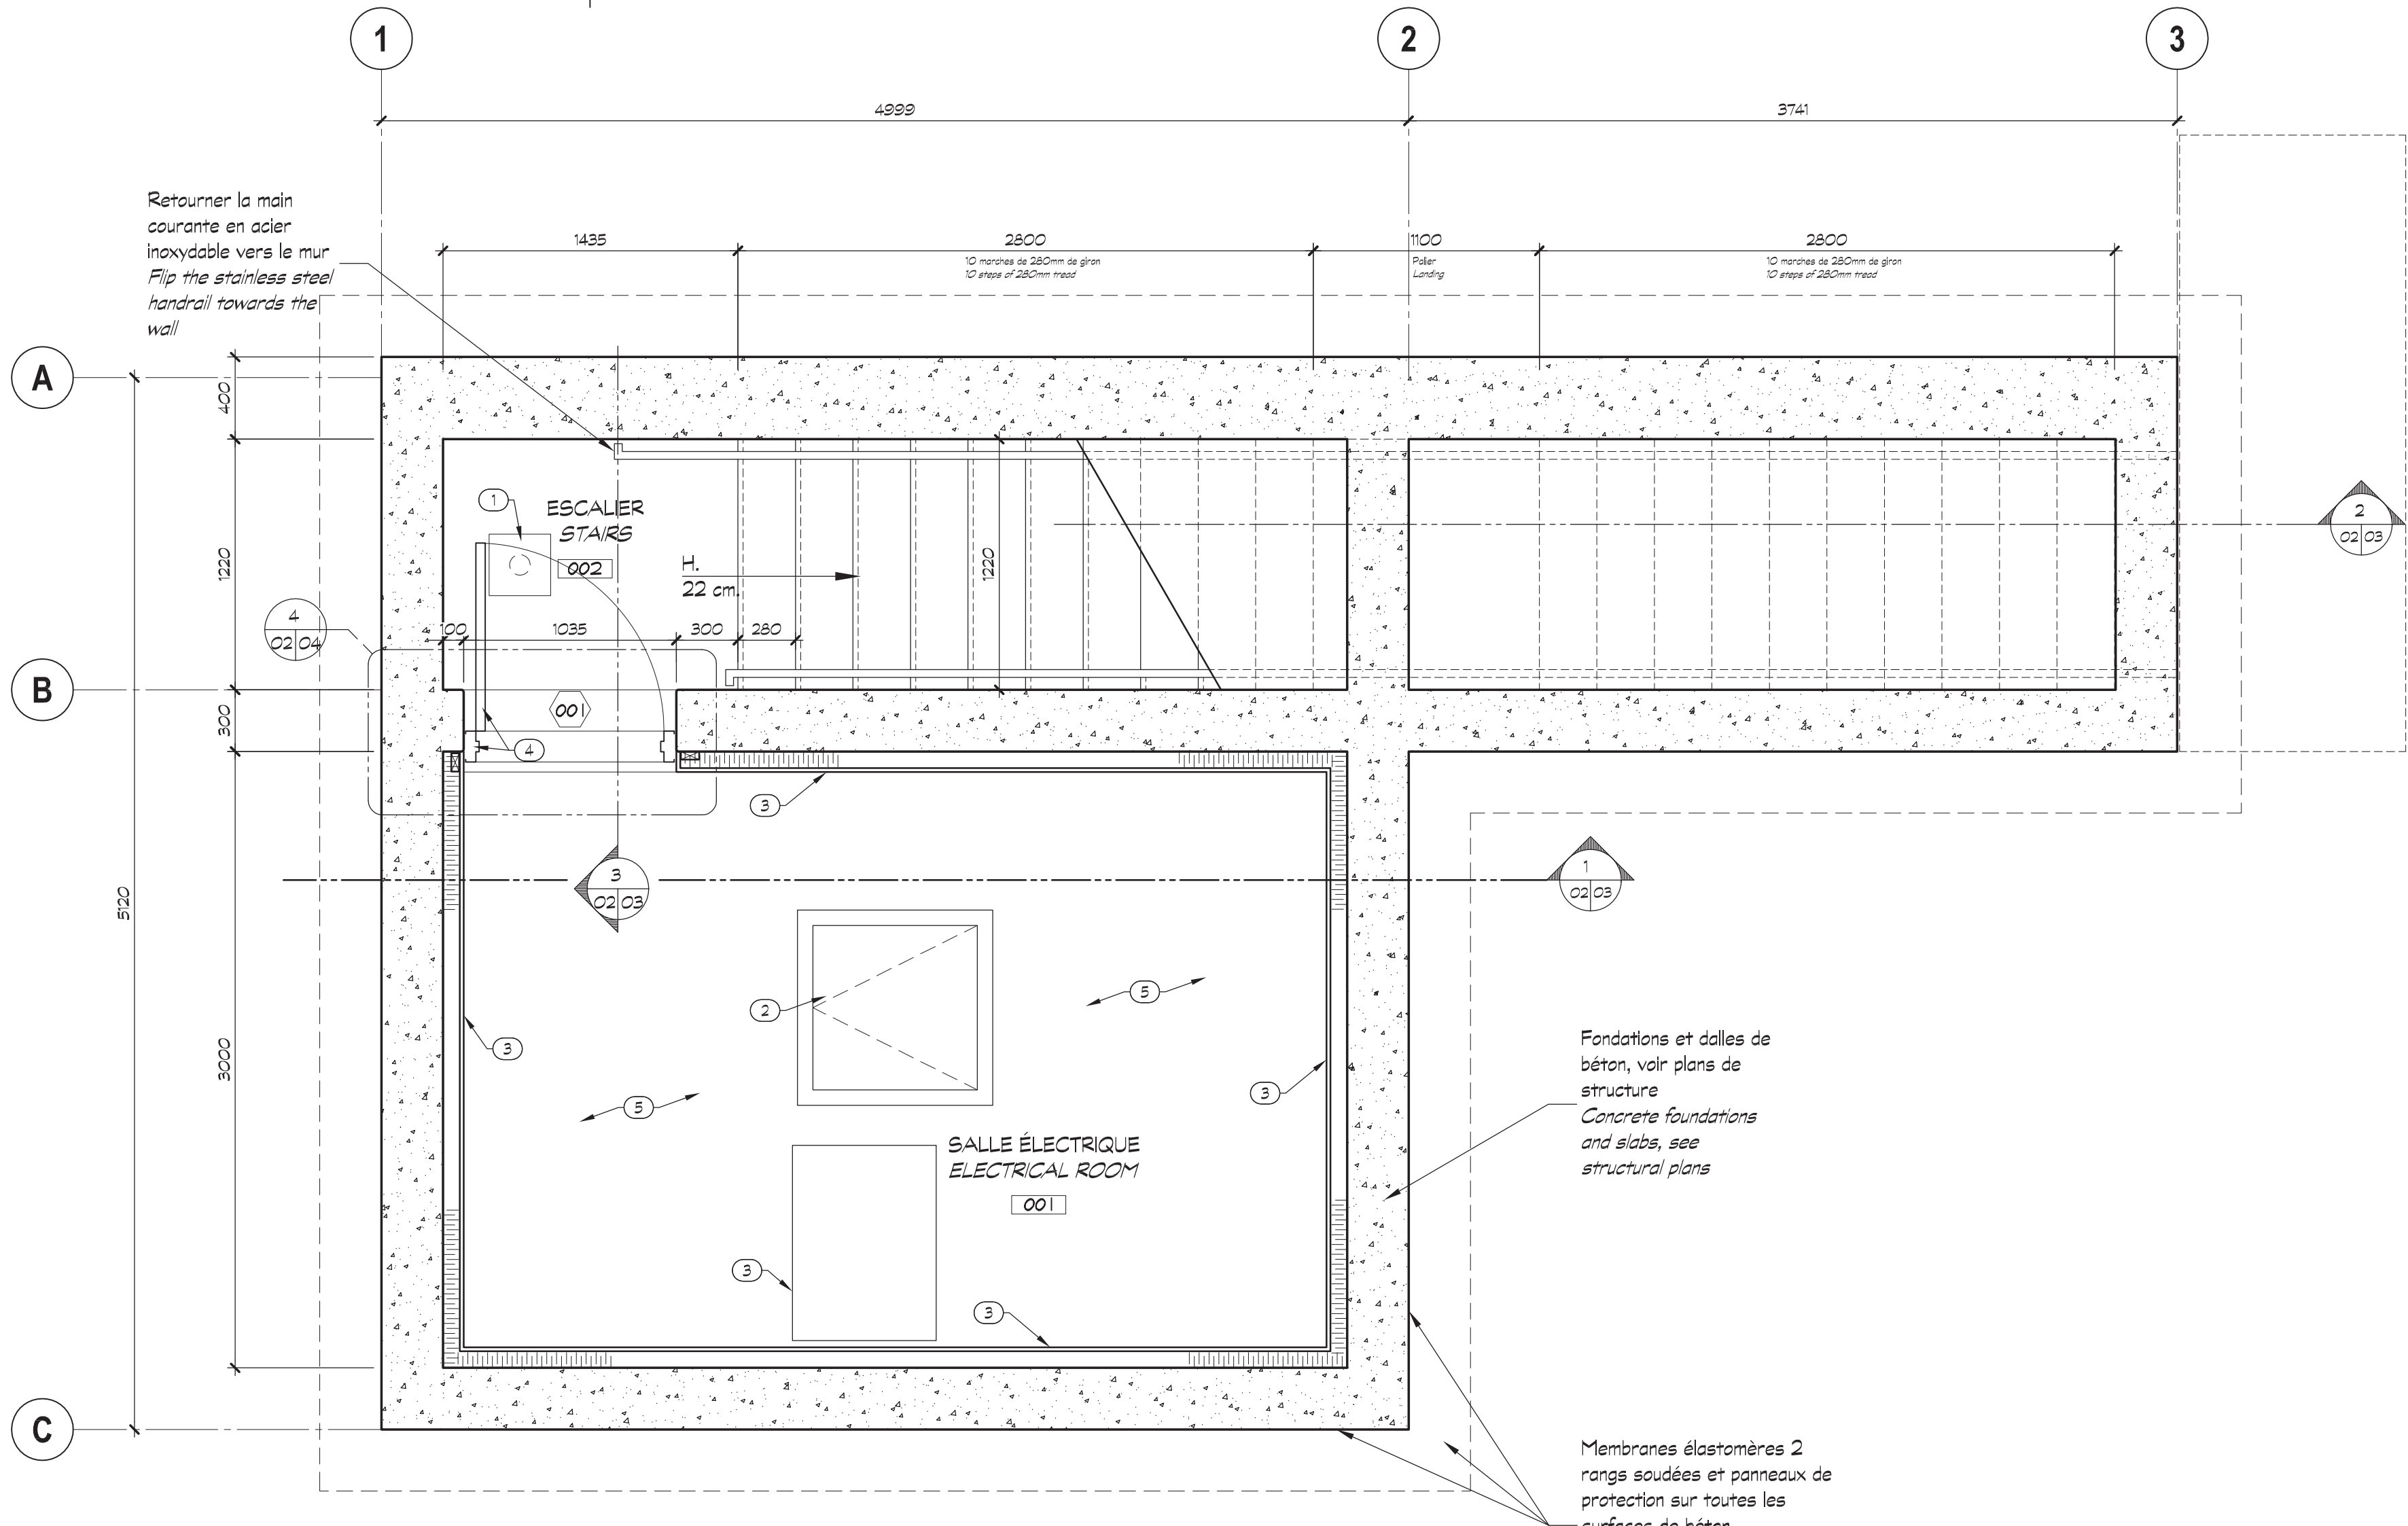 1
2
3
4999
3741
Retourner la main
courante en acier
inoxydable vers le mur
Flip the stainless steel
handrail towards the
wall
1435
2800
10 marches de 280mm de giron
10 steps of 280mm tread
1100
Palier
Landing
2800
10 marches de 280mm de giron
10 steps of 280mm tread
A
400
1220
1
ESCALIER
STAIRS
002
H.
22 cm.
1220
2
02 03
4
02 04
100
1035
300
280
B
300
001
4
3
3
02 03
1
02 03
5120
3000
2
5
3
5
3
SALLE ÉLECTRIQUE
ELECTRICAL ROOM
001
3
3
Fondations et dalles de
béton, voir plans de
structure
Concrete foundations
and slabs, see
structural plans
C
Membranes élastomères 2
rangs soudées et panneaux de
protection sur toutes les
surfaces de béton